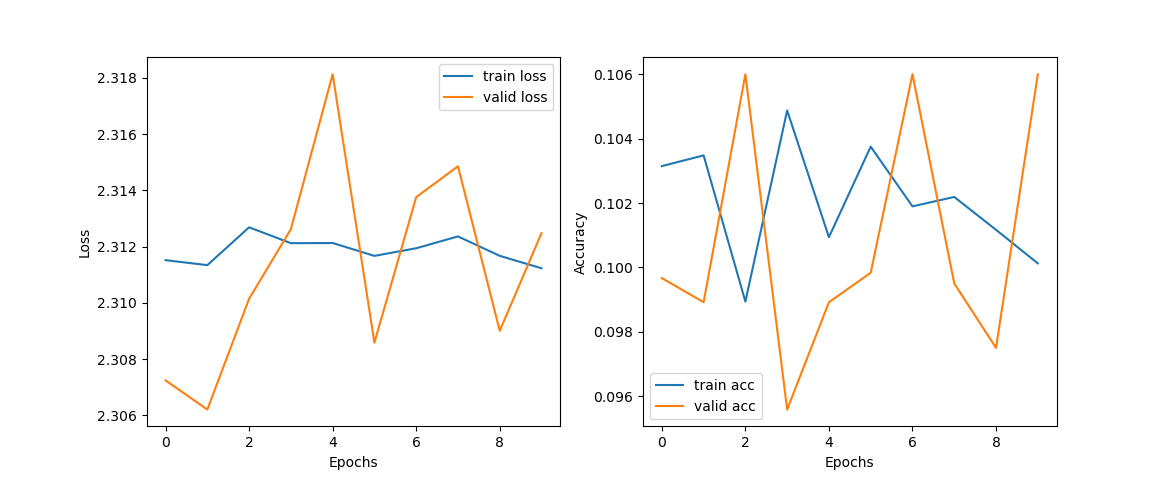 2.318
2.316
2.314
2.312
2.310
2.308
2.306
Loss
0
2
4
6
8
Epochs
train loss
valid loss
0.106
0.104
0.102
0.100
0.098
0.096
Accuracy
0
2
4
6
8
Epochs
train acc
valid acc